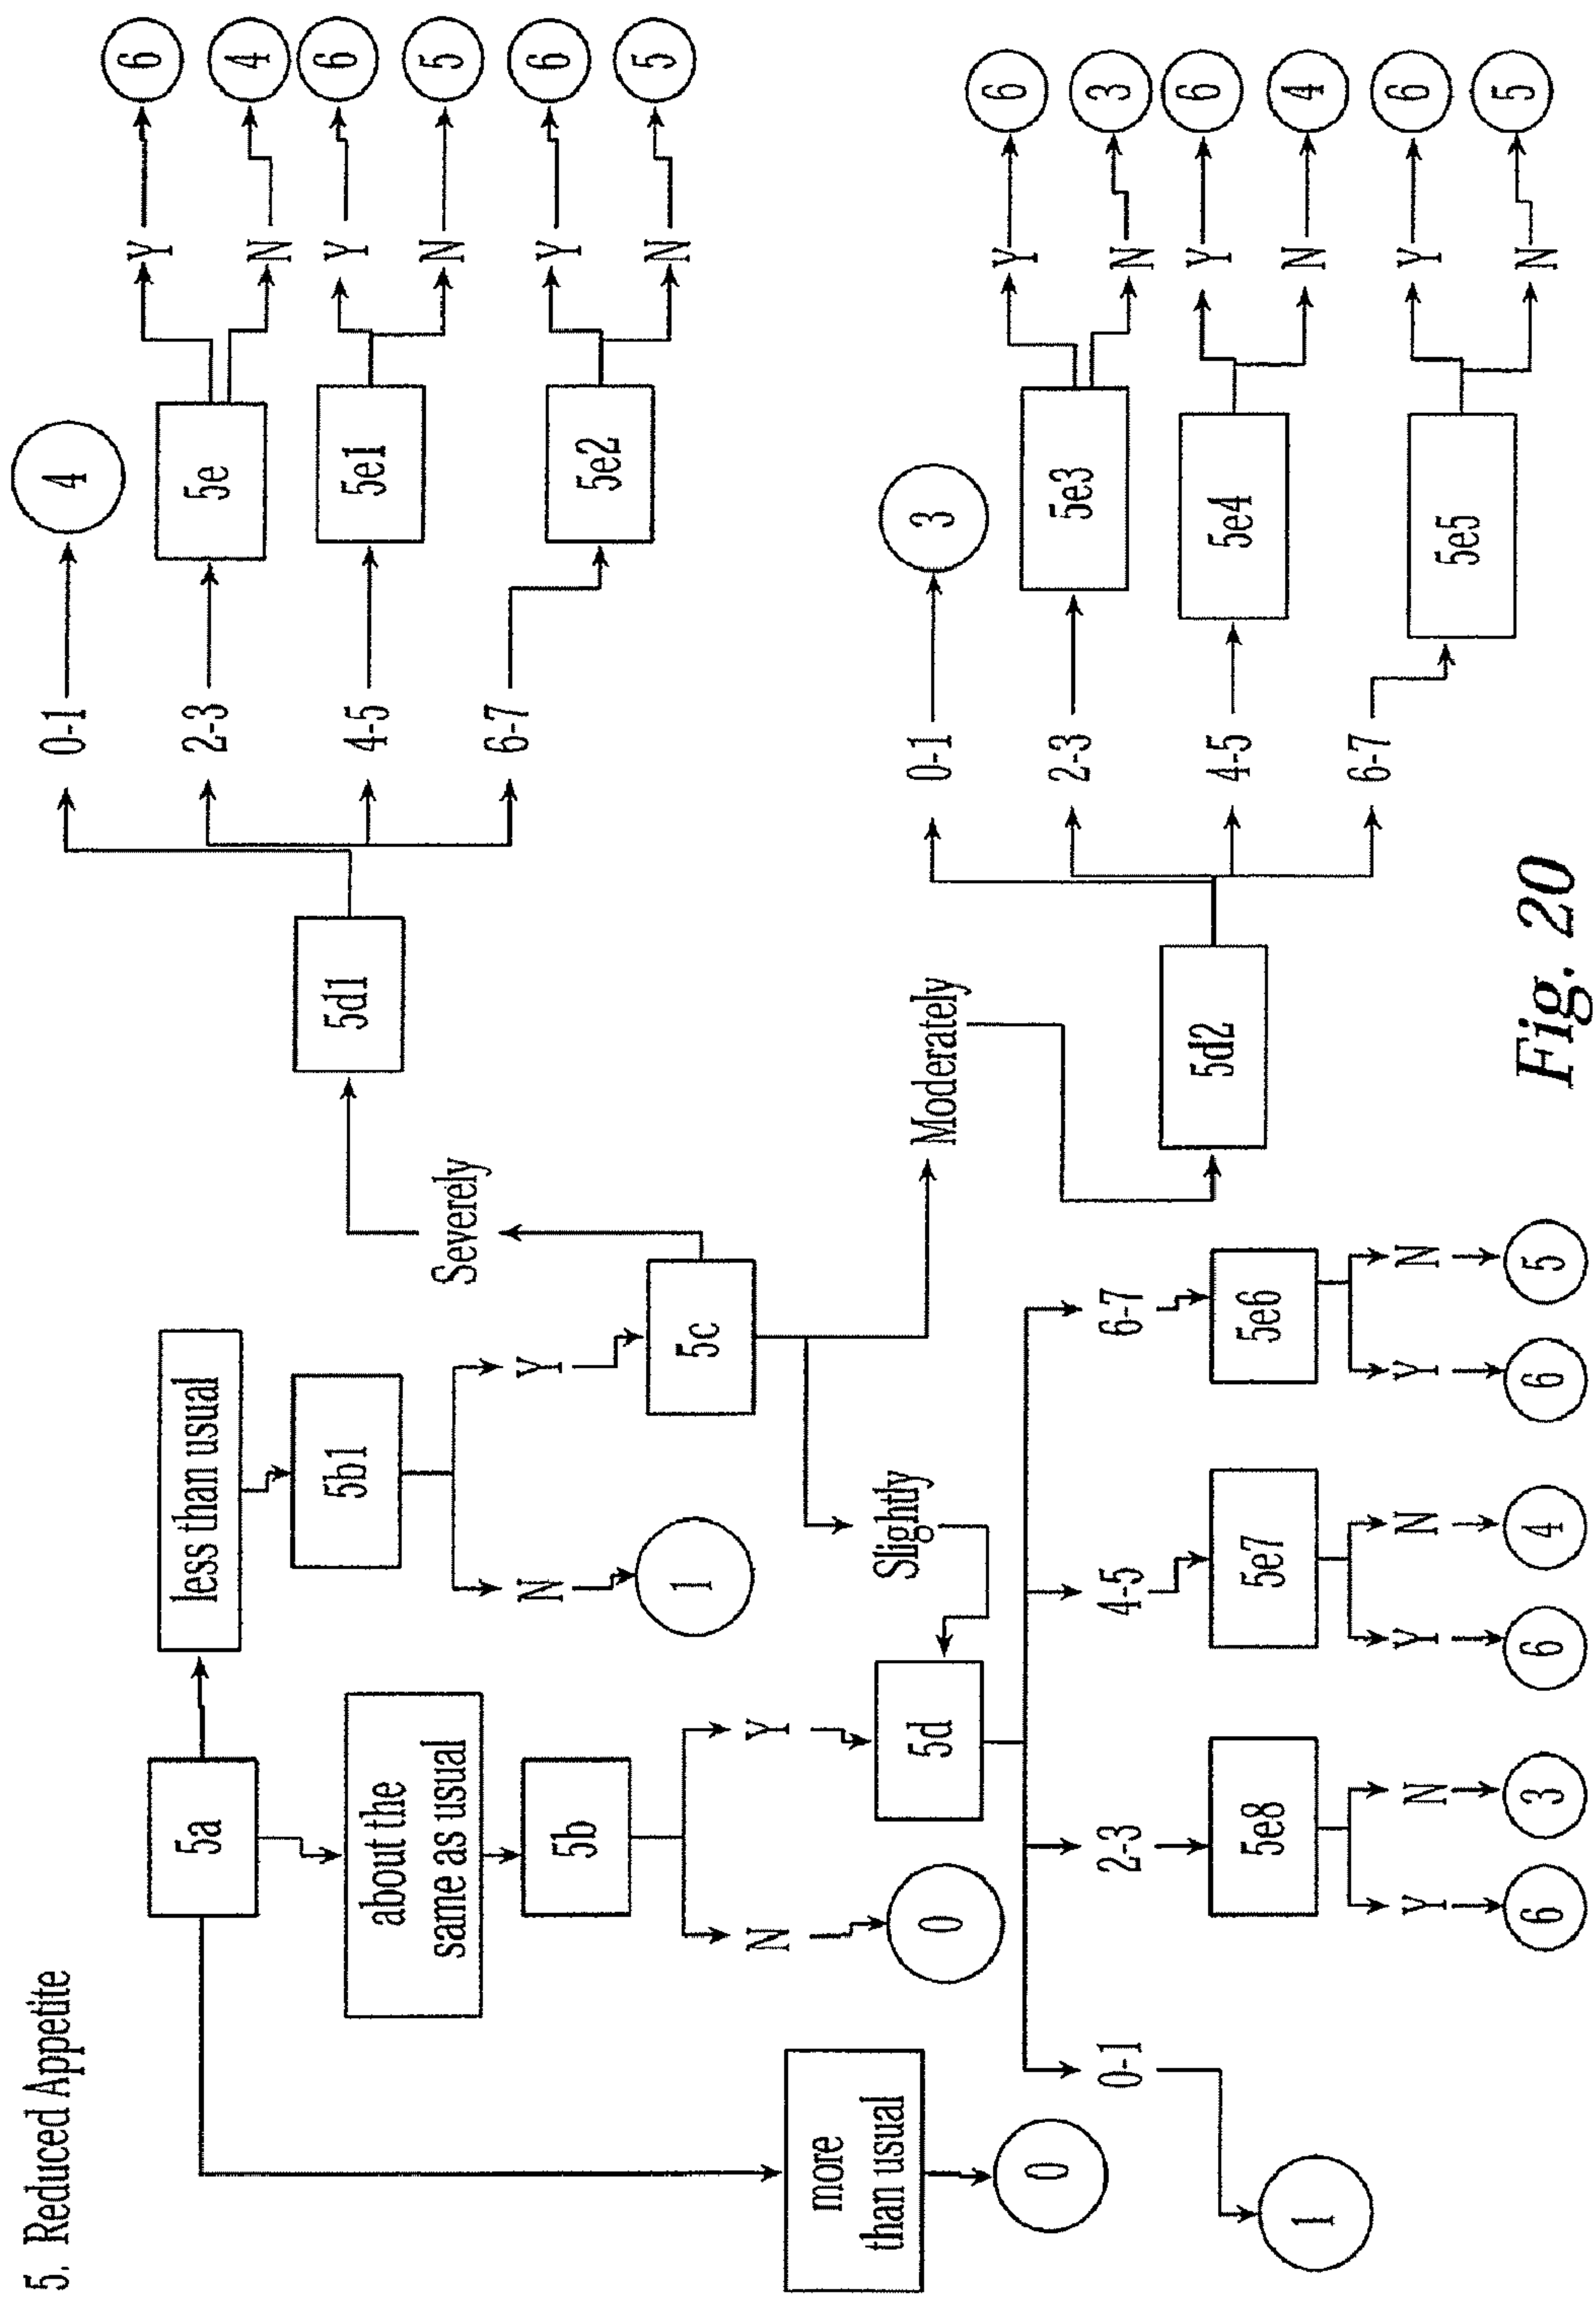 5. Reduced Appetite
5a
less than usual
about the
same as usual
more
than usual
0
5b1
N
Y
1
5b
N
Y
0
5c
Severely
Slightly
Moderately
5d1
0-1
4
2-3
5e
Y
6
N
4
4-5
5e1
Y
6
N
5
6-7
5e2
Y
6
N
5
5d2
0-1
3
2-3
5e3
Y
6
N
3
4-5
5e4
Y
6
N
4
6-7
5e5
Y
6
N
5
5d
0-1
1
2-3
5e8
Y
N
6
3
4-5
5e7
Y
N
6
4
6-7
5e6
Y
N
6
5
Fig. 20